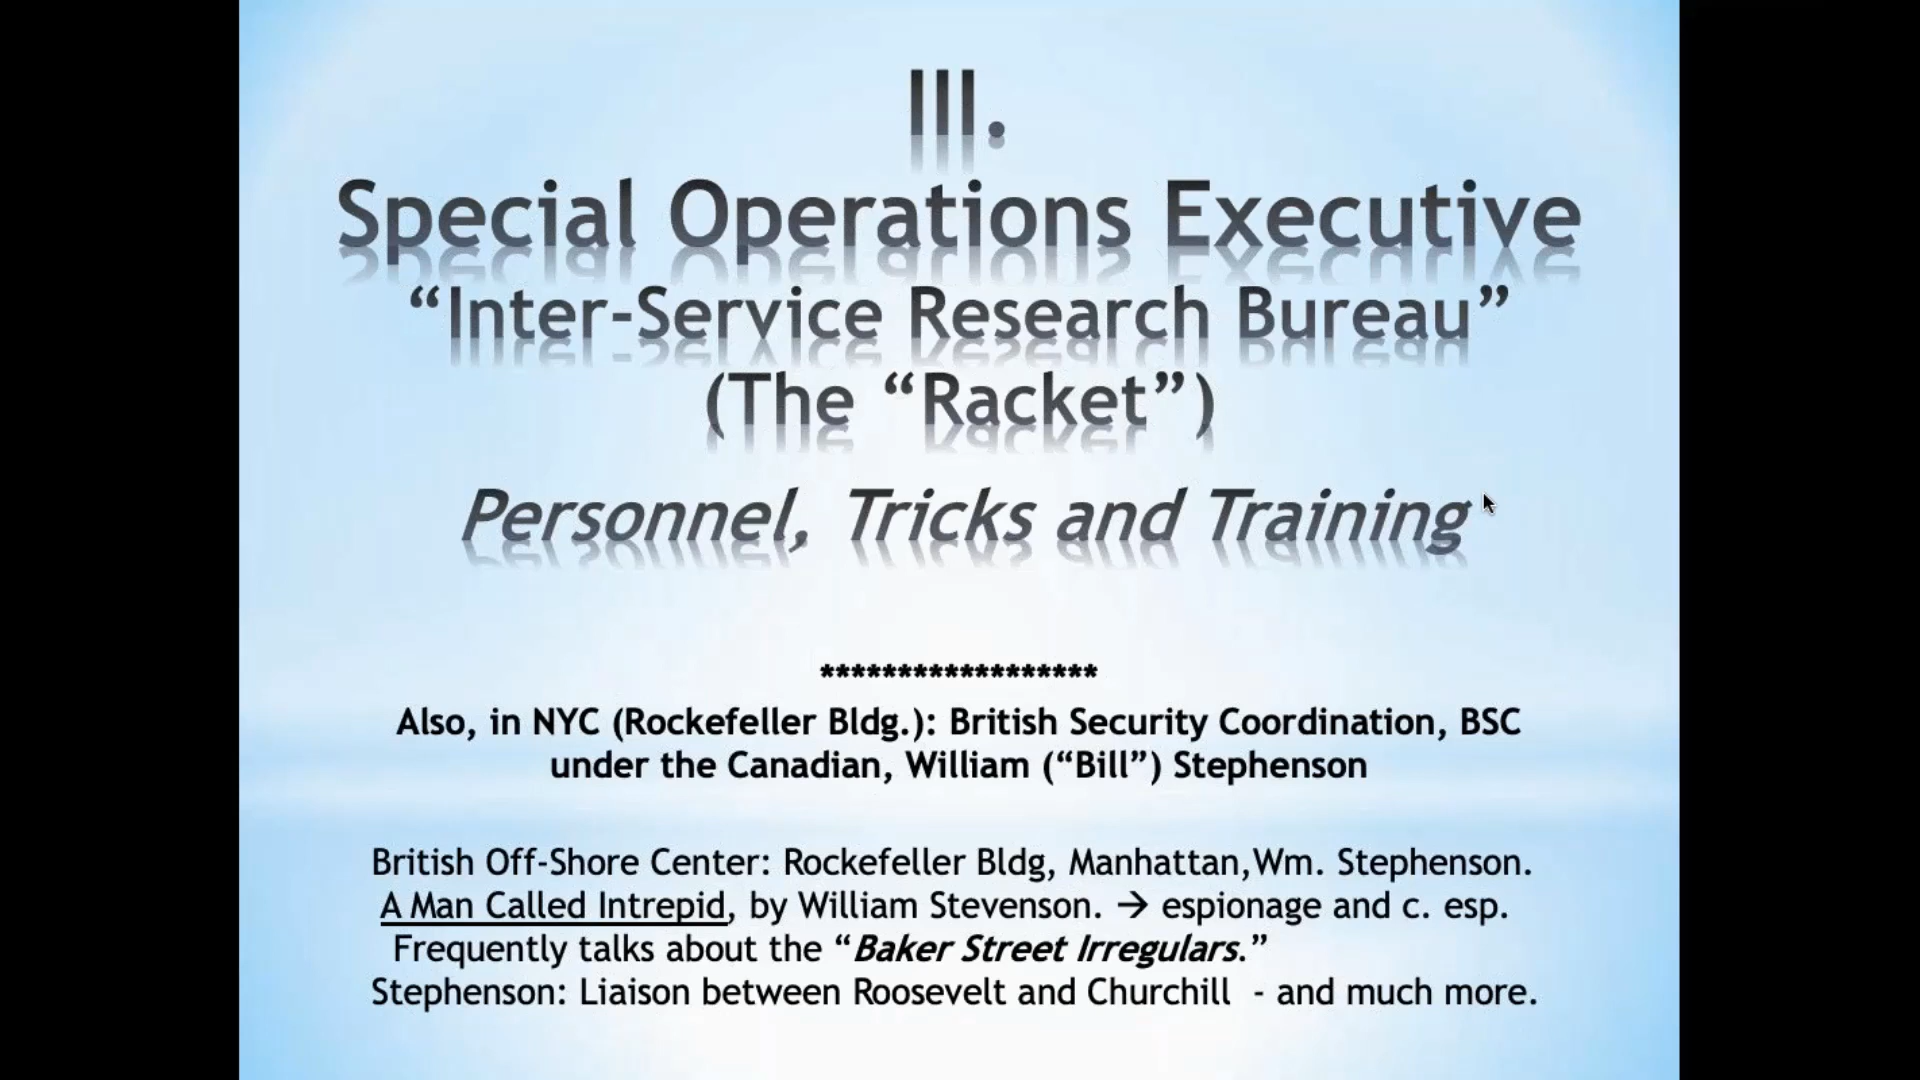 III.
Special Operations Executive
“Inter-Service Research Bureau”
(The “Racket”)
Personnel, Tricks and Training
******************
Also, in NYC (Rockefeller Bldg.): British Security Coordination, BSC
under the Canadian, William (“Bill”) Stephenson
British Off-Shore Center: Rockefeller Bldg, Manhattan,Wm. Stephenson.
A Man Called Intrepid, by William Stevenson. → espionage and c. esp.
Frequently talks about the “Baker Street Irregulars.”
Stephenson: Liaison between Roosevelt and Churchill - and much more.